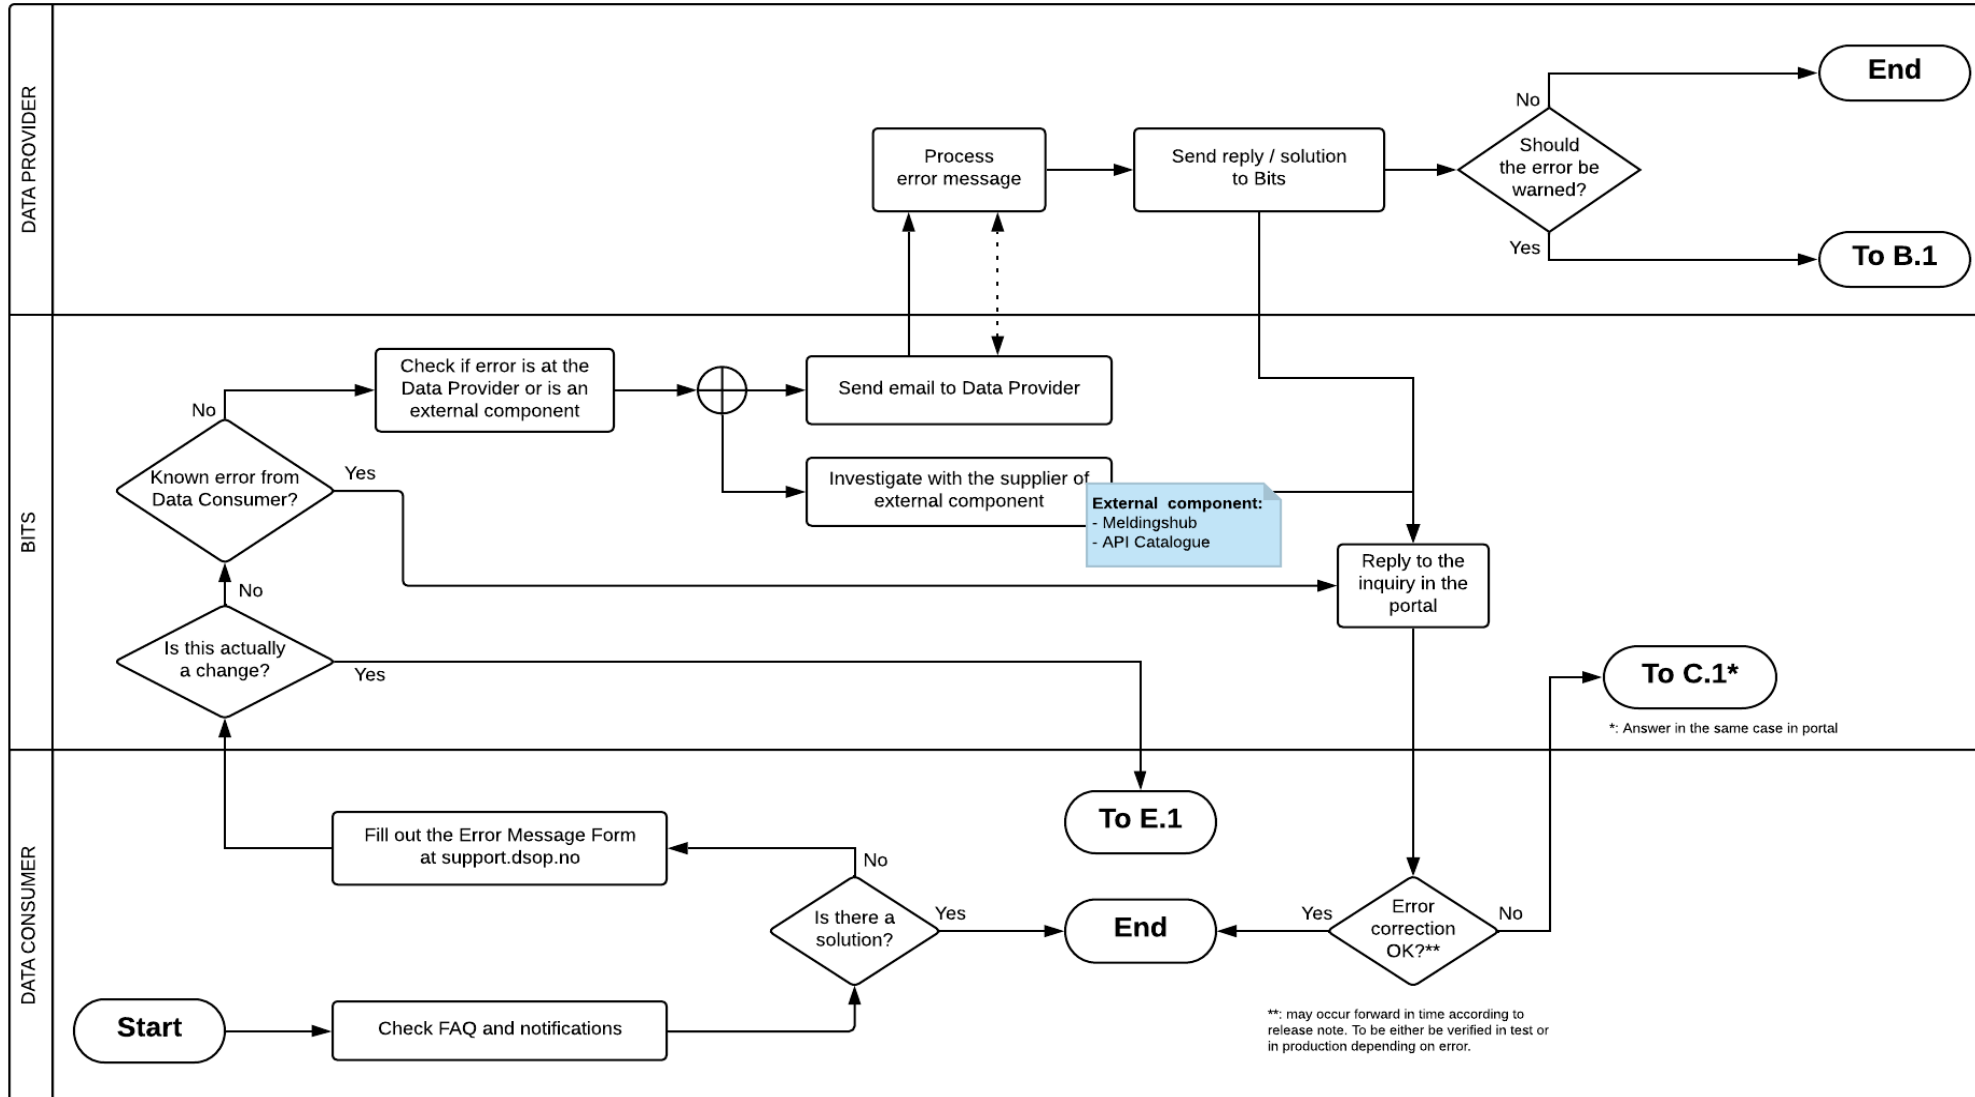 DATA PROVIDER
End
No
Should
the error be
warned?
Process
error message
Send reply / solution
to Bits
Yes
To B.1
BITS
Check if error is at the
Data Provider or is an
external component
Send email to Data Provider
No
Known error from
Data Consumer?
Yes
Investigate with the supplier of
external component
External component:
- Meldingshub
- API Catalogue
Reply to the
inquiry in the
portal
No
Is this actually
a change?
Yes
To C.1*
*: Answer in the same case in portal
DATA CONSUMER
To E.1
Fill out the Error Message Form
at support.dsop.no
No
Is there a
solution?
Yes
End
Yes
Error
correction
OK?**
No
Start
Check FAQ and notifications
**: may occur forward in time according to
release note. To be either be verified in test or
in production depending on error.